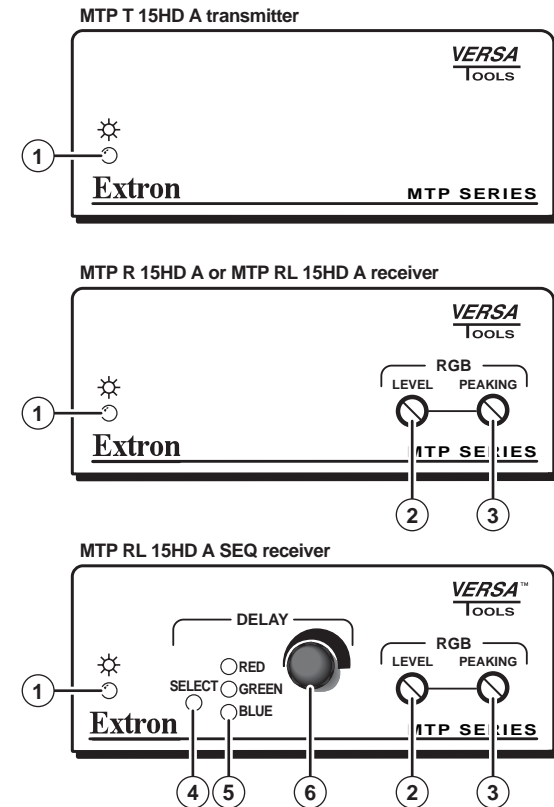 MTP T 15HD A transmitter
VERSA
TOOLS
1
Extron
MTP SERIES
MTP R 15HD A or MTP RL 15HD A receiver
VERSA
TOOLS
RGB
LEVEL PEAKING
1
Extron
MTP SERIES
2 3
MTP RL 15HD A SEQ receiver
VERSA™
TOOLS
DELAY
RGB
RED
LEVEL PEAKING
1
SELECT GREEN
BLUE
Extron
MTP SERIES
4 5 6 2 3